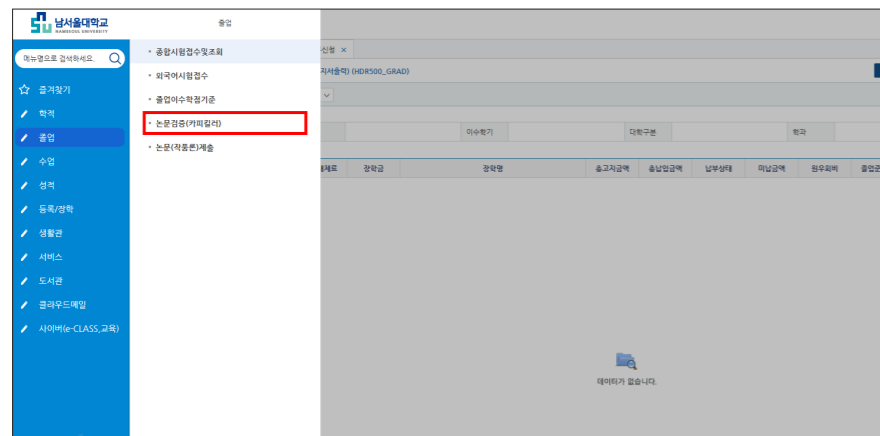 남서울대학교
NAMSEOUL UNIVERSITY
졸업
메뉴명으로 검색하세요.
즐겨찾기
학적
졸업
수업
성적
등록/장학
생활관
서비스
도서관
클라우드메일
사이버(e-CLASS,교육)
종합시험접수및조회
외국어시험접수
졸업이수학점기준
논문검증(카피킬러)
논문(작품론)제출
신청 ×
지서출력) (HDR500_GRAD)
이수학기 대학구분 학과
장학금 장학명 총고지금액 총납입금액 납부상태 미납금액 원우회비 졸업준
데이터가 없습니다.